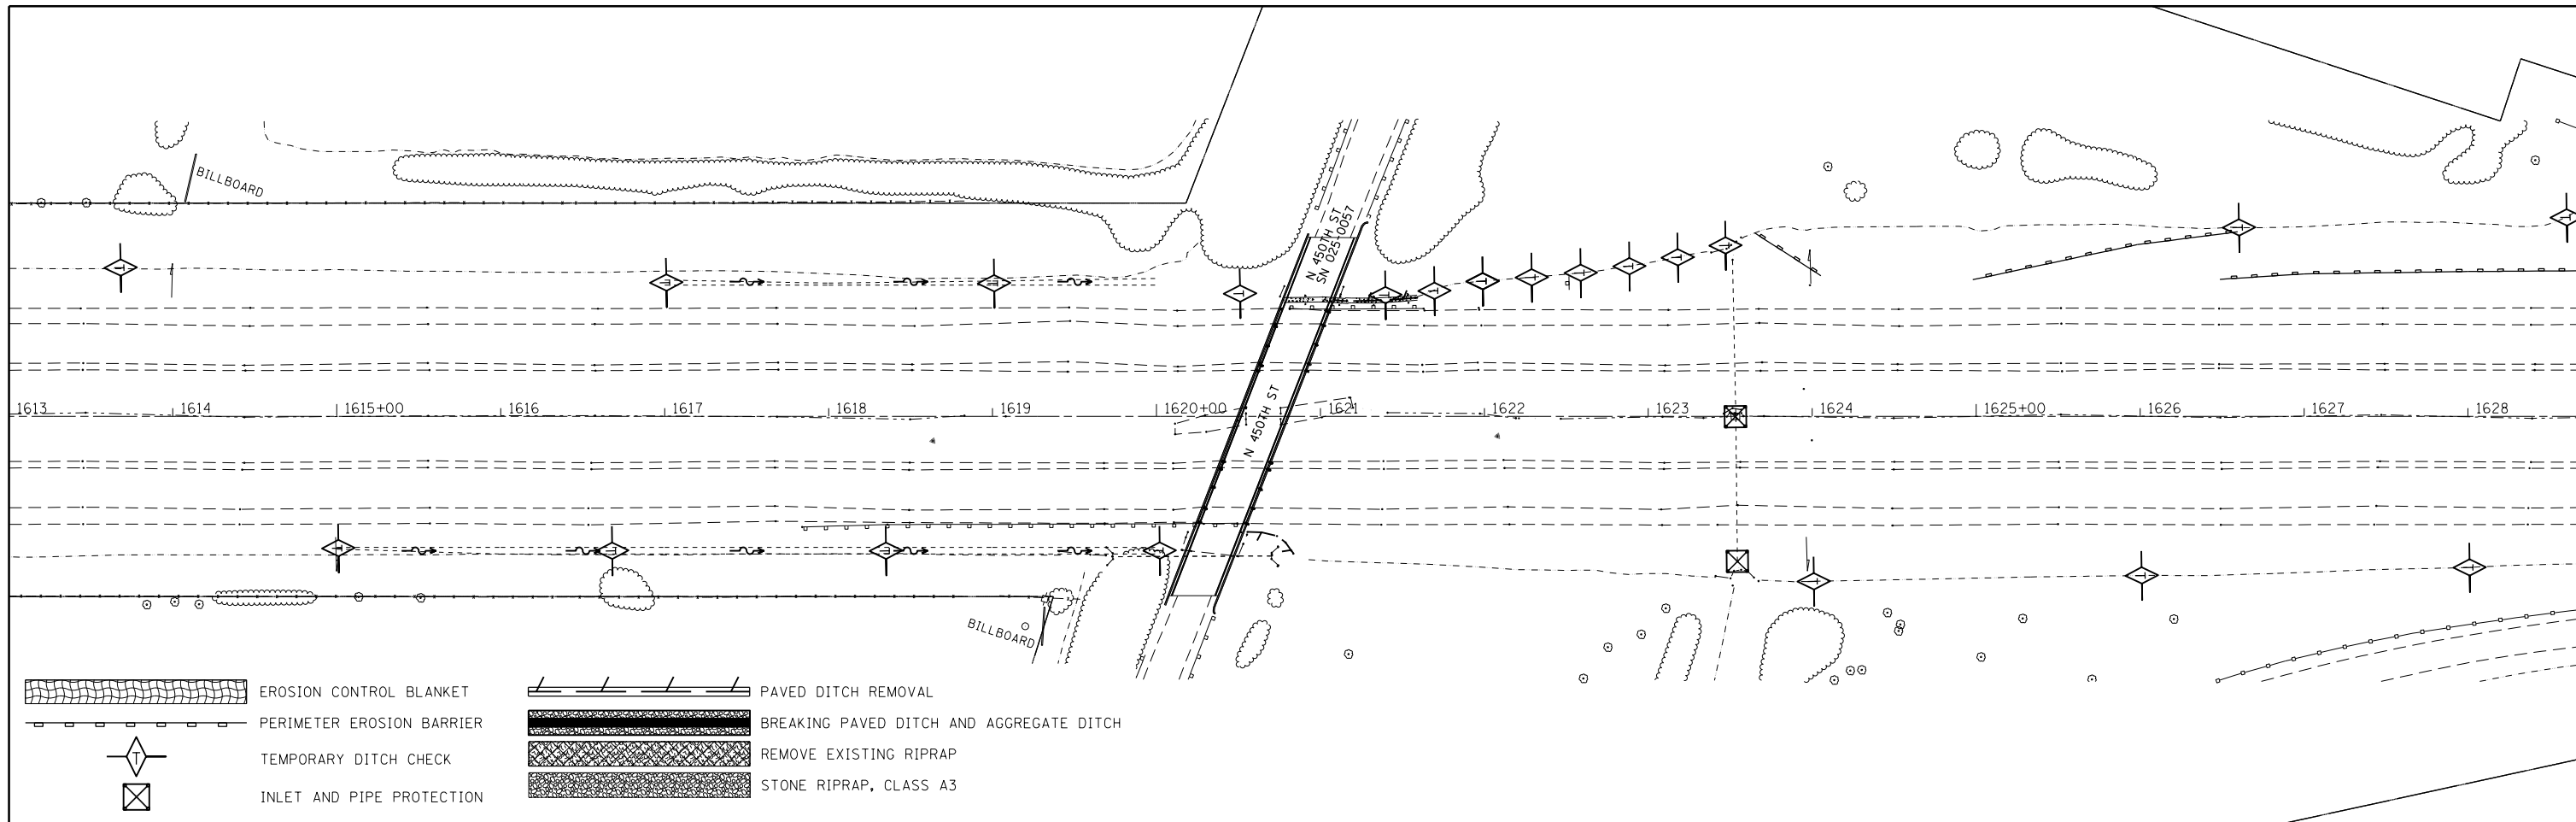 BILLBOARD
N 450TH ST
SN 025-0057
1613 1614 1615+00 1616 1617 1618 1619 1620+00 1621 1622 1623 1624 1625+00 1626 1627 1628
N 450TH ST
BILLBOARD
EROSION CONTROL BLANKET
PERIMETER EROSION BARRIER
T TEMPORARY DITCH CHECK
INLET AND PIPE PROTECTION
PAVED DITCH REMOVAL
BREAKING PAVED DITCH AND AGGREGATE DITCH
REMOVE EXISTING RIPRAP
STONE RIPRAP, CLASS A3